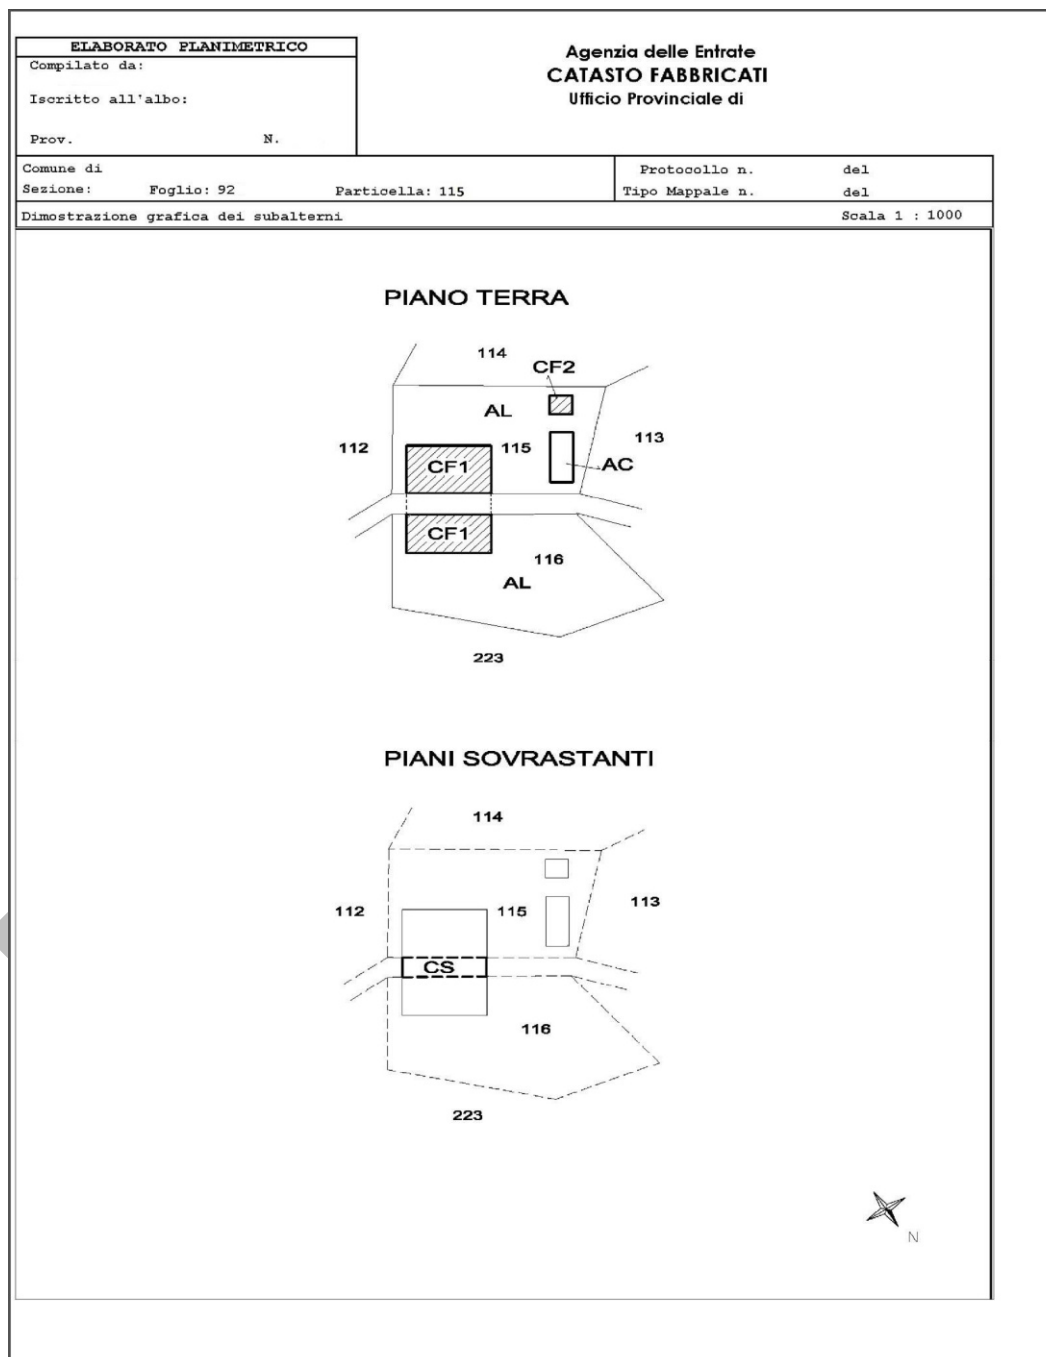 ELABORATO PLANIMETRICO
Compilato da:
Iscritto all'albo:
Prov. N.
Agenzia delle Entrate
CATASTO FABBRICATI
Ufficio Provinciale di
Comune di
Sezione: Foglio: 92 Particella: 115
Protocollo n. del
Tipo Mappale n. del
Dimostrazione grafica dei subalterni Scala 1 : 1000
PIANO TERRA
114
CF2
AL
112 CF1 115 AC 113
CF1
116
AL
223
PIANI SOVRASTANTI
114
112 115 113
CS
116
223
N